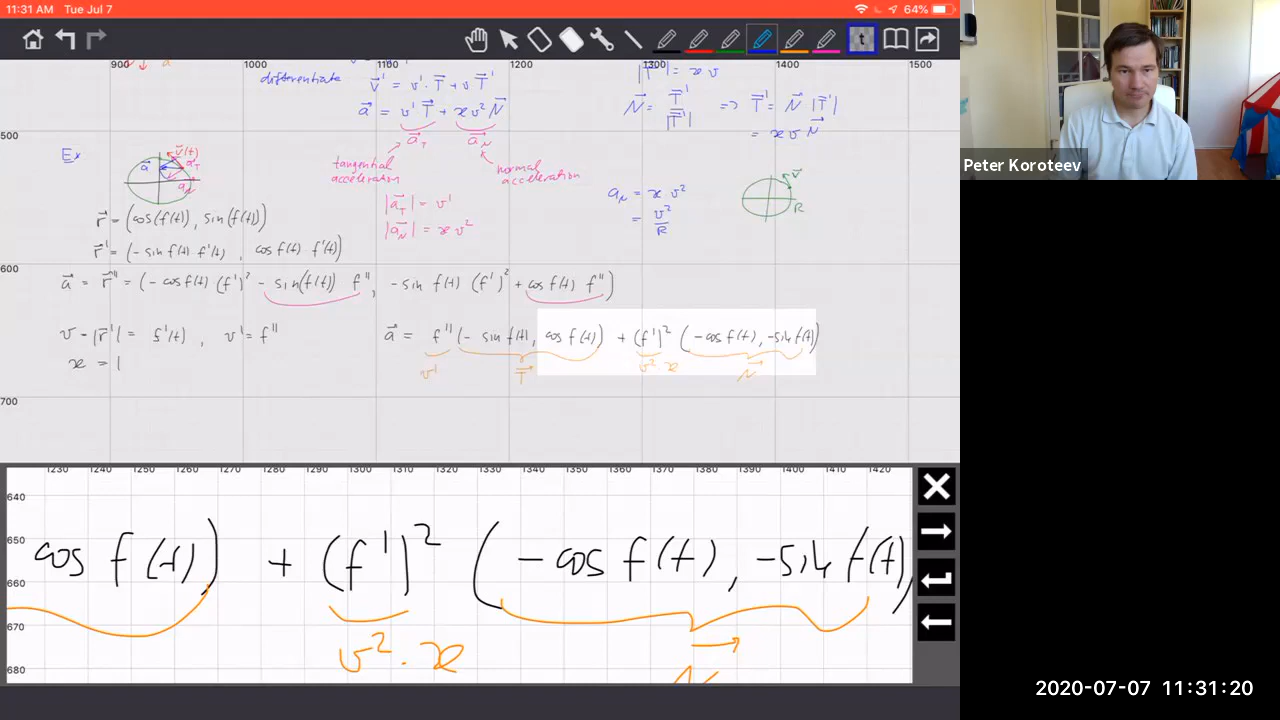 11:31 AM Tue Jul 7
64%
t
900 1000 1100 1200 1300 1400 1500
differentiate
v⃗' = v'·T⃗ + v T⃗'
a⃗ = v' T⃗ + ϰ v² N⃗
a⃗_T a⃗_N
tangential acceleration
normal acceleration
|a⃗_T| = v'
|a⃗_N| = ϰ v²
|T⃗'| = ϰ v
N⃗ = T⃗' / |T⃗'| => T⃗' = N⃗ |T⃗'|
= ϰ v N⃗
a_N = ϰ v²
= v²/R
v⃗
R
500
Ex
a⃗ v⃗(t) a⃗_T a_N
r⃗ = (cos(f(t)), sin(f(t)))
r⃗' = (- sin f(t) f'(t), cos f(t) f'(t))
600
a⃗ = r⃗'' = (- cos f(t) · (f')² - sin(f(t)) f'', - sin f(t) (f')² + cos f(t) f'')
v - |r⃗'| = f'(t), v' = f''
ϰ = 1
a⃗ = f'' (- sin f(t), cos f(t)) + (f')² (- cos f(t), -sin f(t))
v' T⃗ v²·ϰ N⃗
700
1230 1240 1250 1260 1270 1280 1290 1300 1310 1320 1330 1340 1350 1360 1370 1380 1390 1400 1410 1420
640
650
cos f(t)) + (f')² (- cos f(t), -sin f(t)
660
670
v²·ϰ N⃗
680
Peter Koroteev
2020-07-07 11:31:20